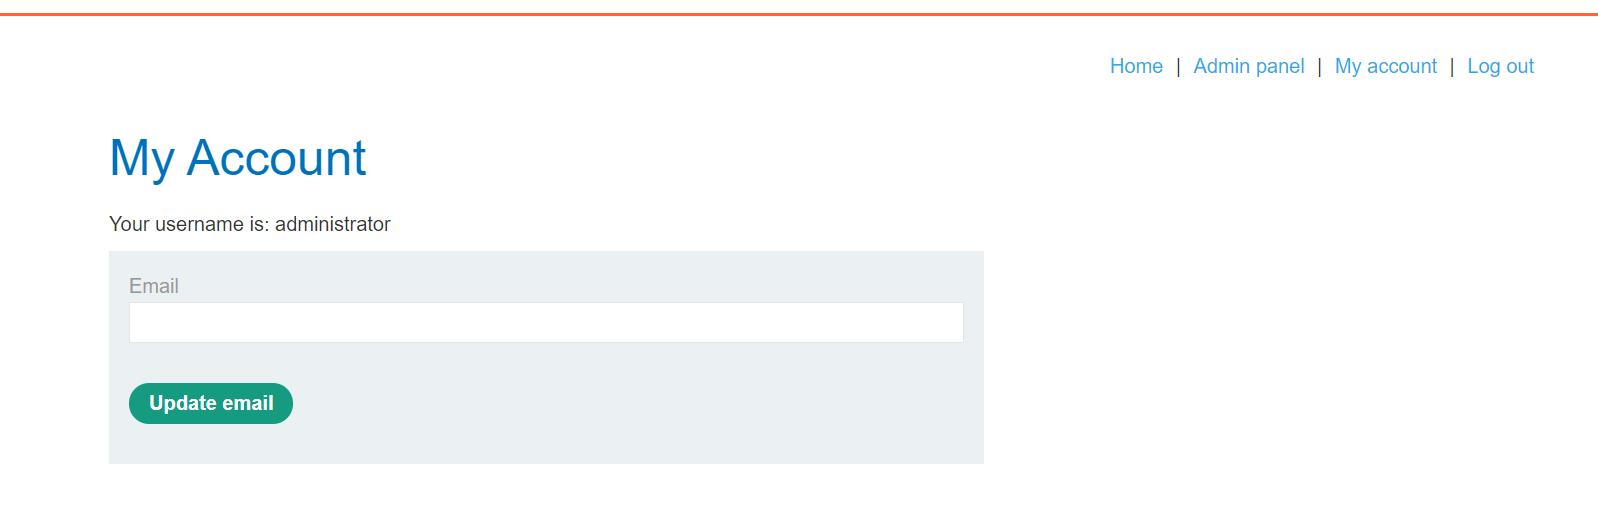 Home | Admin panel | My account | Log out
My Account
Your username is: administrator
Email
Update email